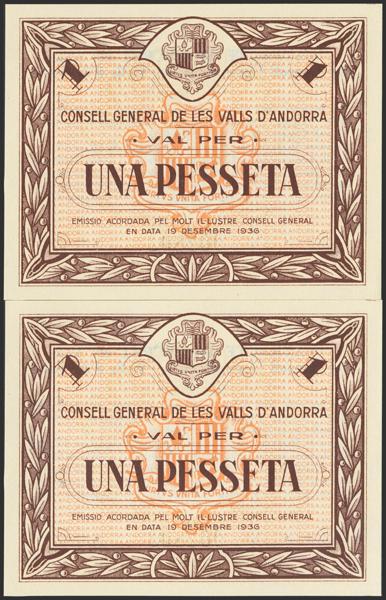 1 1
CONSELL GENERAL DE LES VALLS D'ANDORRA
· VAL PER ·
UNA PESSETA
EMISSIO ACORDADA PEL MOLT IL·LUSTRE CONSELL GENERAL
EN DATA 19 DESEMBRE 1936
1 1
CONSELL GENERAL DE LES VALLS D'ANDORRA
· VAL PER ·
UNA PESSETA
EMISSIO ACORDADA PEL MOLT IL·LUSTRE CONSELL GENERAL
EN DATA 19 DESEMBRE 1936